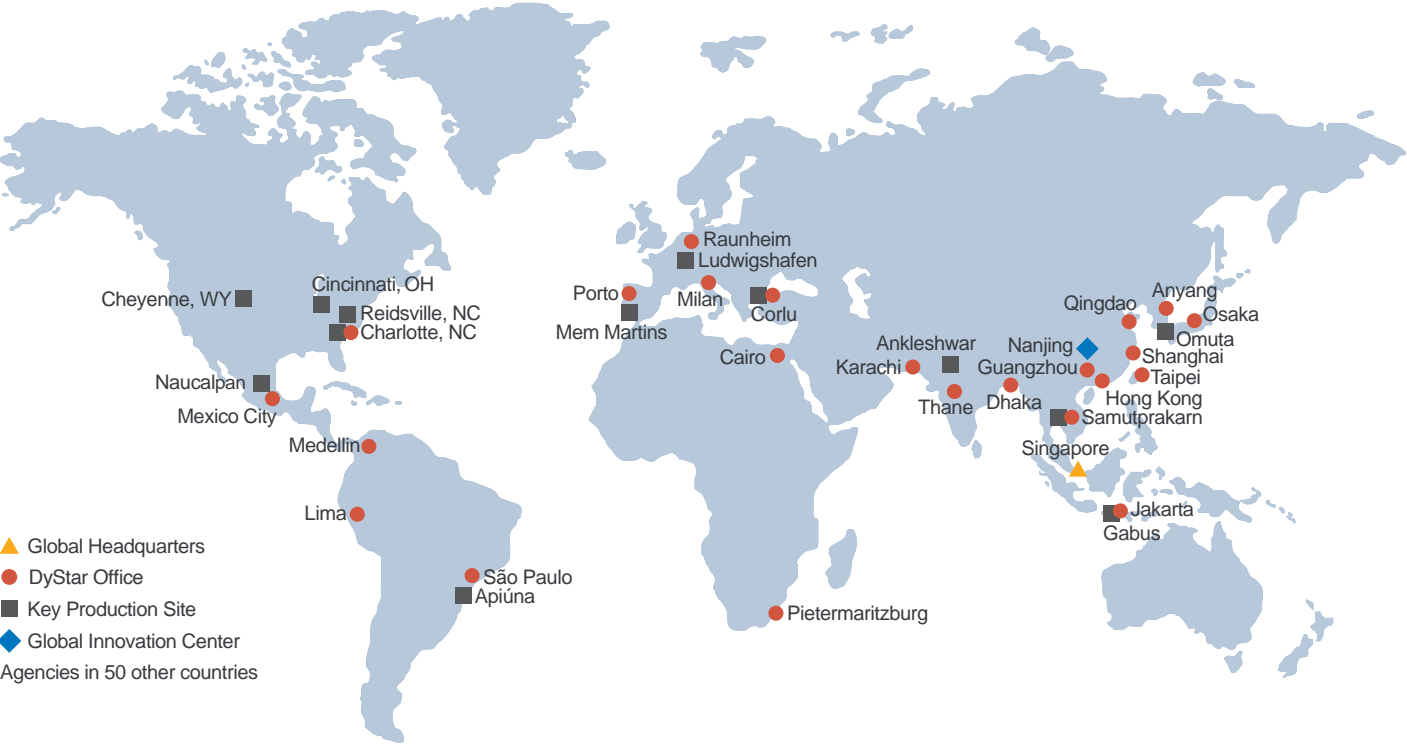 Cincinnati, OH
Cheyenne, WY
Reidsville, NC
Charlotte, NC
Naucalpan
Mexico City
Medellin
Lima
São Paulo
Apiúna
Raunheim
Ludwigshafen
Porto
Milan
Corlu
Mem Martins
Cairo
Pietermaritzburg
Karachi
Ankleshwar
Thane
Dhaka
Nanjing
Guangzhou
Qingdao
Anyang
Osaka
Omuta
Shanghai
Taipei
Hong Kong
Samutprakarn
Singapore
Jakarta
Gabus
Global Headquarters
DyStar Office
Key Production Site
Global Innovation Center
Agencies in 50 other countries